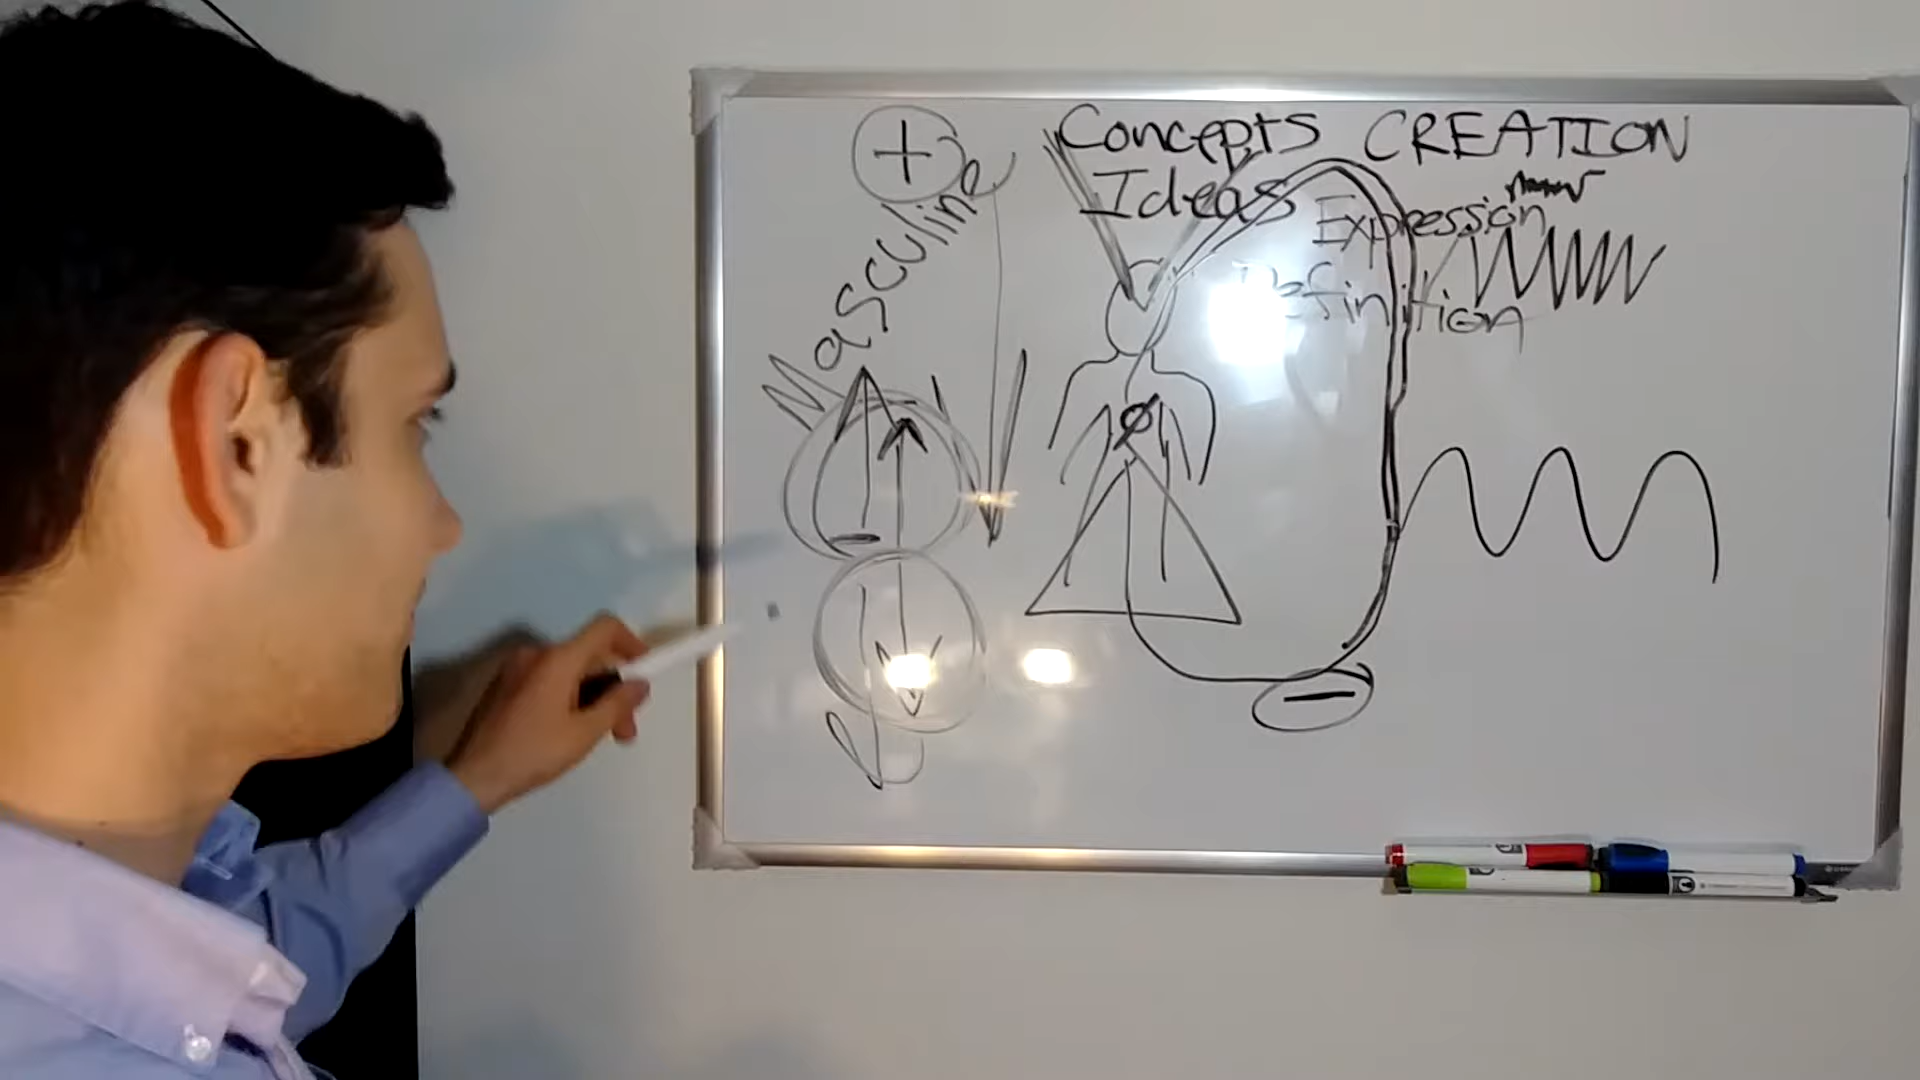 +
Masculine
Concepts CREATION
Ideas
Expression
Definition
-
-